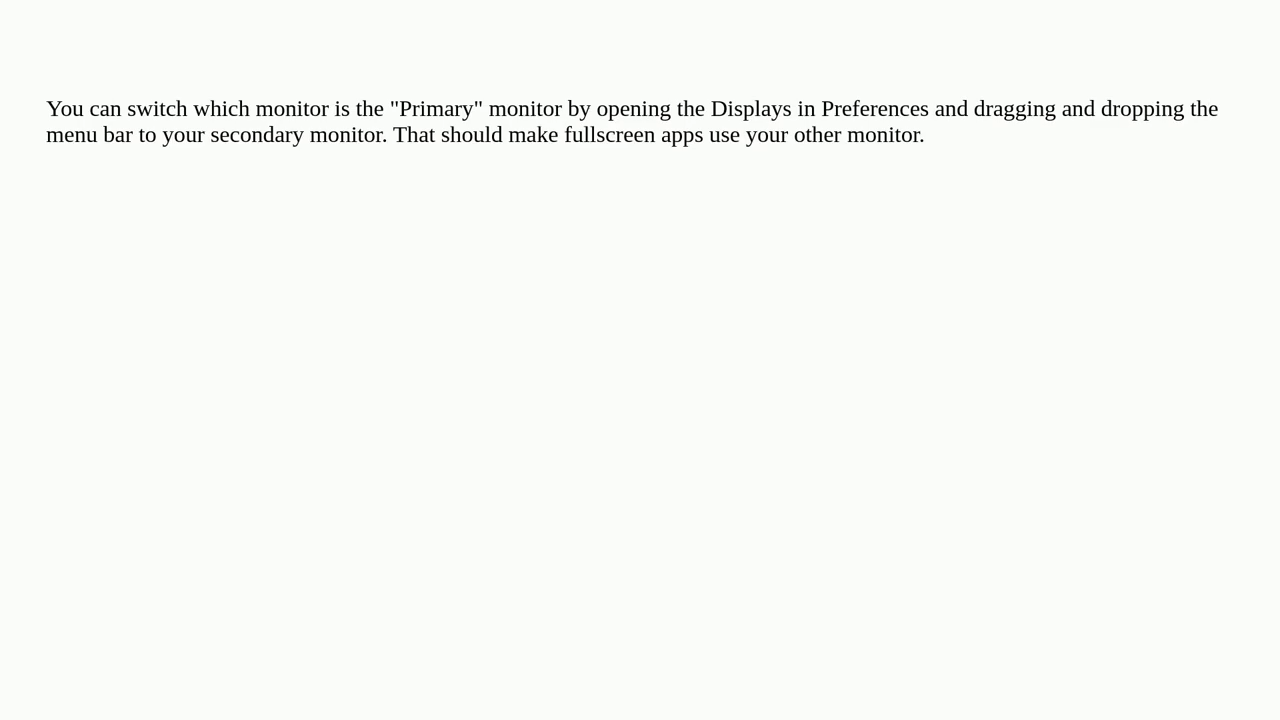 You can switch which monitor is the "Primary" monitor by opening the Displays in Preferences and dragging and dropping the
menu bar to your secondary monitor. That should make fullscreen apps use your other monitor.